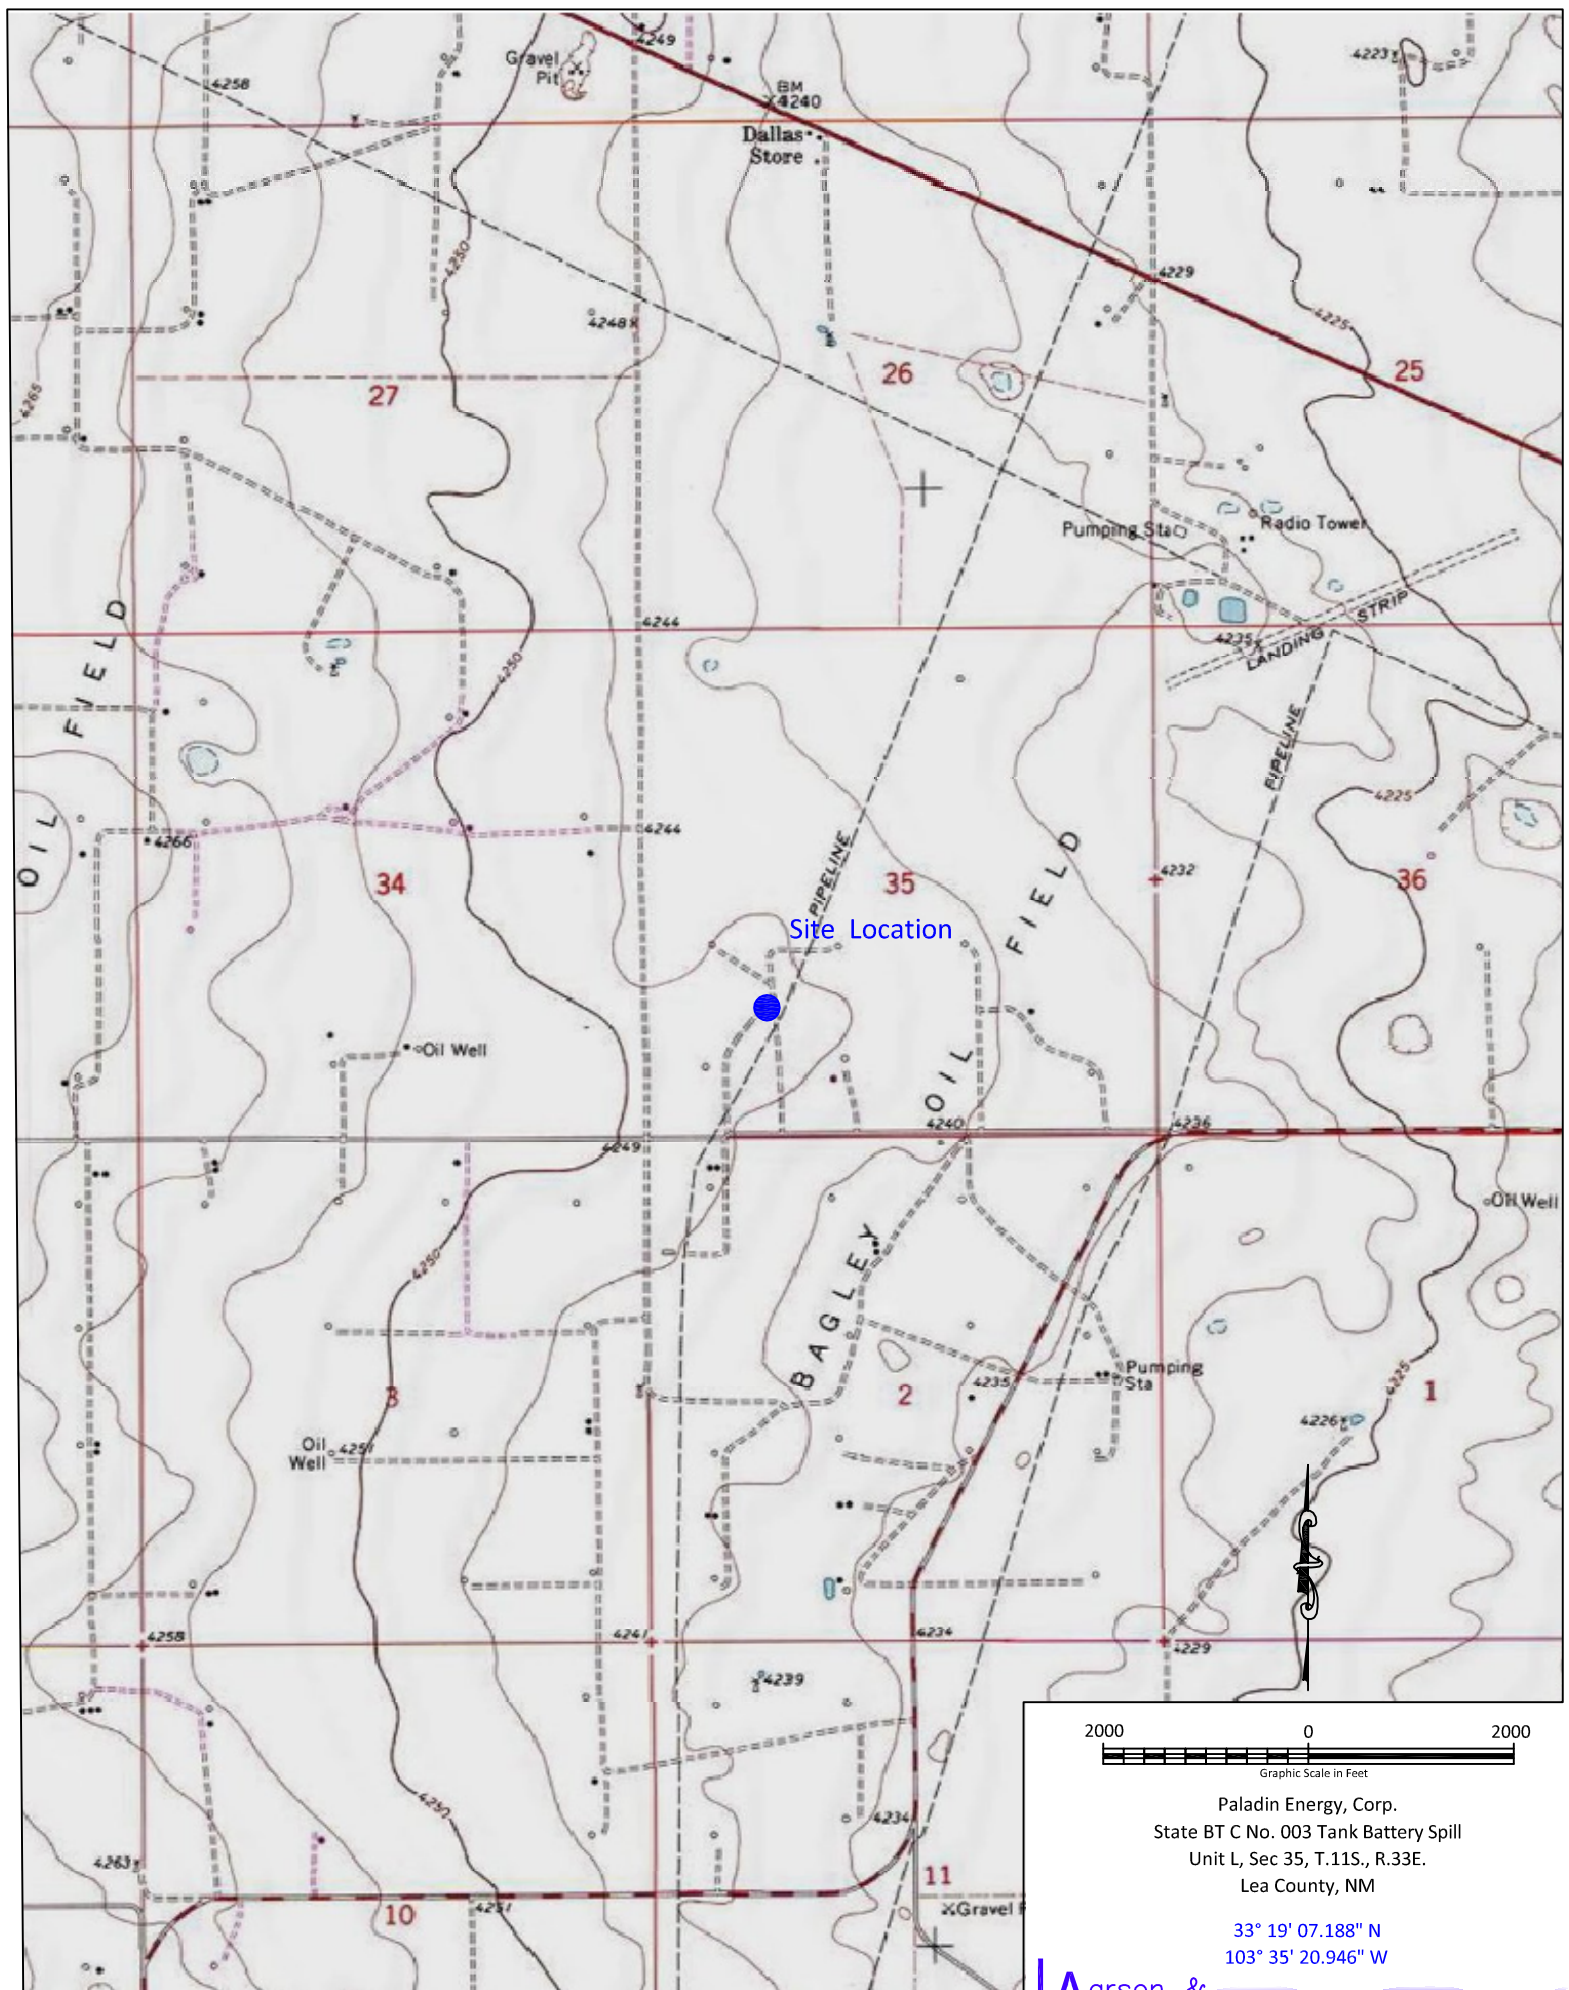 4249
Gravel
Pit
4258
BM
4240
4223
Dallas
Store
4250
4229
4248
4225
26
25
27
4265
Pumping Sta
Radio Tower
4244
4235
LANDING STRIP
FIELD
4250
PIPELINE
4225
4244
4266
OIL
PIPELINE
FIELD
34
35
4232
36
Site Location
Oil Well
OIL
4240
4236
4249
Oil Well
4250
BAGLEY
Pumping
Sta
4235
3
2
4225
1
4226
Oil
Well
4251
4258
4241
4234
4229
4239
4250
4234
4263
11
10
4251
Gravel
2000 0 2000
Graphic Scale in Feet
Paladin Energy, Corp.
State BT C No. 003 Tank Battery Spill
Unit L, Sec 35, T.11S., R.33E.
Lea County, NM
33° 19' 07.188" N
103° 35' 20.946" W
Larson &